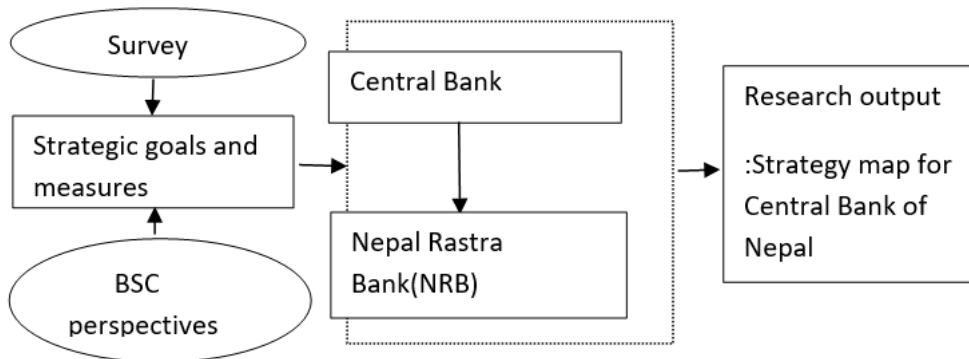 Survey
Strategic goals and
measures
BSC
perspectives
Central Bank
Nepal Rastra
Bank(NRB)
Research output
:Strategy map for
Central Bank of
Nepal